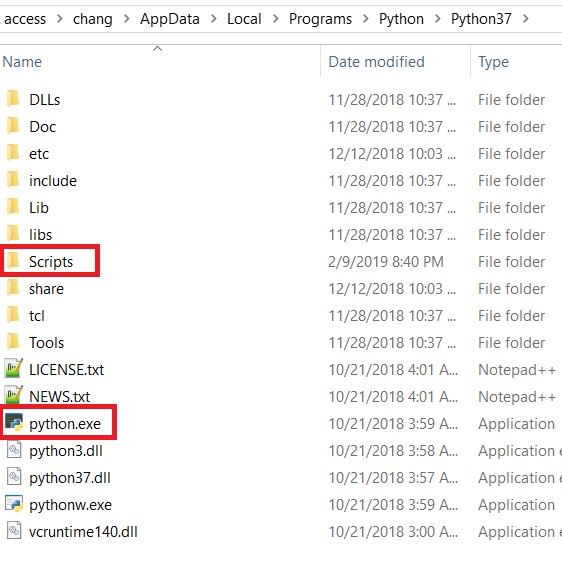 access > chang > AppData > Local > Programs > Python > Python37 >
Name Date modified Type
DLLs 11/28/2018 10:37 ... File folder
Doc 11/28/2018 10:37 ... File folder
etc 12/12/2018 10:03 ... File folder
include 11/28/2018 10:37 ... File folder
Lib 11/28/2018 10:37 ... File folder
libs 11/28/2018 10:37 ... File folder
Scripts 2/9/2019 8:40 PM File folder
share 12/12/2018 10:03 ... File folder
tcl 11/28/2018 10:37 ... File folder
Tools 11/28/2018 10:37 ... File folder
LICENSE.txt 10/21/2018 4:01 A... Notepad++
NEWS.txt 10/21/2018 4:01 A... Notepad++
python.exe 10/21/2018 3:59 A... Application
python3.dll 10/21/2018 3:58 A... Application e
python37.dll 10/21/2018 3:57 A... Application e
pythonw.exe 10/21/2018 3:59 A... Application
vcruntime140.dll 10/21/2018 3:00 A... Application e